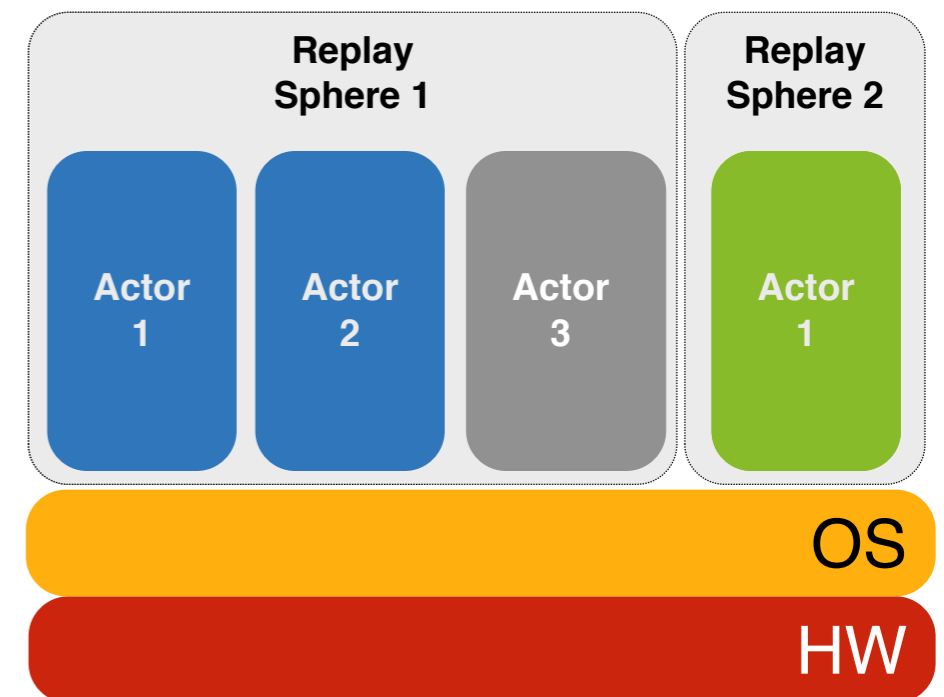 Replay
Sphere 1
Replay
Sphere 2
Actor
1
Actor
2
Actor
3
Actor
1
OS
HW